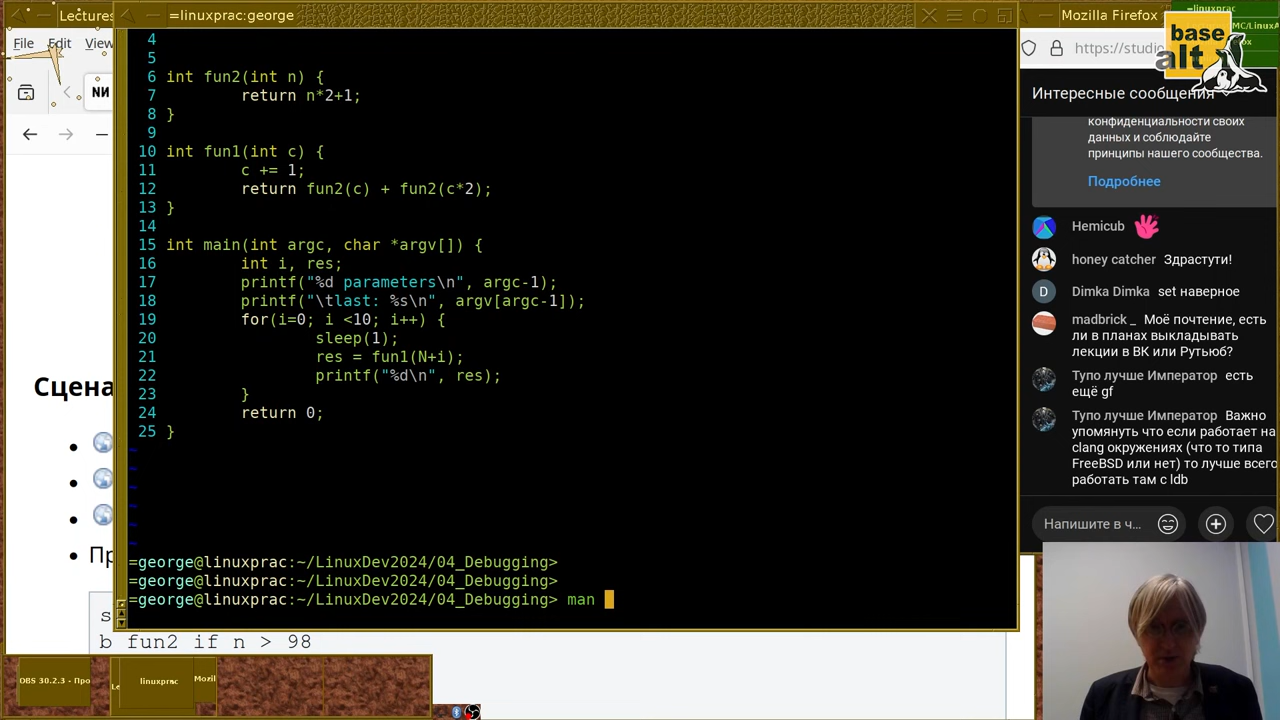 Lectures
=linuxprac:george
Mozilla Firefox
=linuxprac
base
alt
File Edit View
https://studi
Интересные сообщения
конфиденциальности своих
данных и соблюдайте
принципы нашего сообщества.
Подробнее
Hemicub
honey catcher Здрастути!
Dimka Dimka set наверное
madbrick _ Моё почтение, есть
ли в планах выкладывать
лекции в ВК или Рутьюб?
Тупо лучше Император есть
ещё gf
Тупо лучше Император Важно
упомянуть что если работает на
clang окружениях (что то типа
FreeBSD или нет) то лучше всего
работать там с ldb
Напишите в ч...
4
5
6 int fun2(int n) {
7 return n*2+1;
8 }
9
10 int fun1(int c) {
11 c += 1;
12 return fun2(c) + fun2(c*2);
13 }
14
15 int main(int argc, char *argv[]) {
16 int i, res;
17 printf("%d parameters\n", argc-1);
18 printf("\tlast: %s\n", argv[argc-1]);
19 for(i=0; i <10; i++) {
20 sleep(1);
21 res = fun1(N+i);
22 printf("%d\n", res);
23 }
24 return 0;
25 }
~
~
~
~
~
~
=george@linuxprac:~/LinuxDev2024/04_Debugging>
=george@linuxprac:~/LinuxDev2024/04_Debugging>
=george@linuxprac:~/LinuxDev2024/04_Debugging> man
Сцена
Пр
s
b fun2 if n > 98
OBS 30.2.3 - Про
Le
linuxprac
Mozil